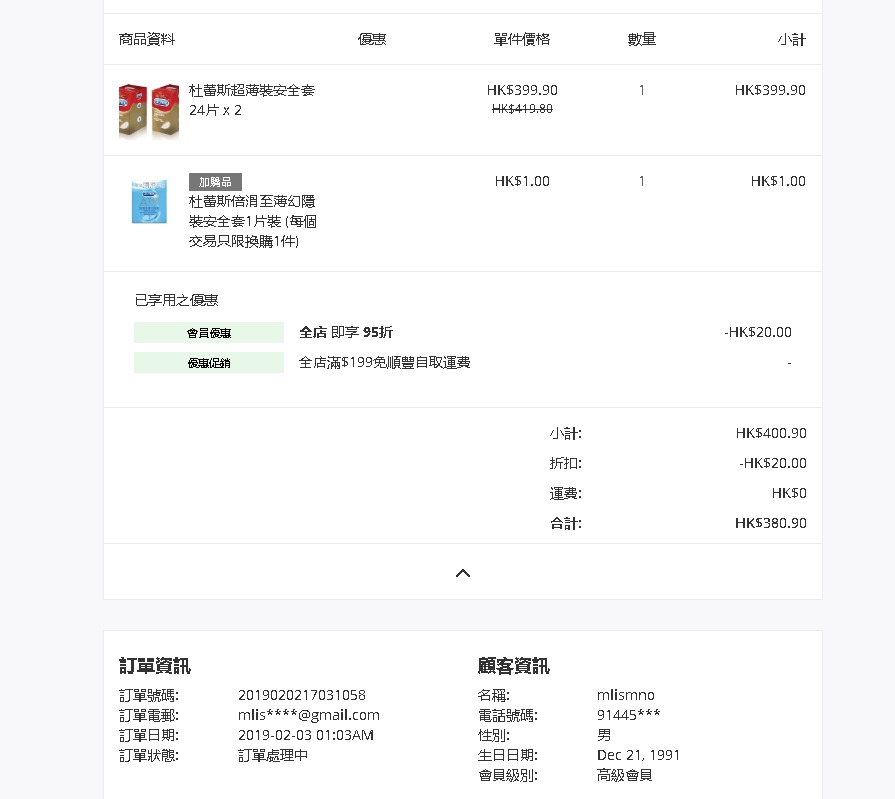 商品資料 優惠 單件價格 數量 小計
杜蕾斯超薄裝安全套 HK$399.90 1 HK$399.90
24片 x 2 HK$419.80
加購品 HK$1.00 1 HK$1.00
杜蕾斯倍滑至薄幻隱
裝安全套1片裝 (每個
交易只限換購1件)
已享用之優惠
會員優惠 全店 即享 95折 -HK$20.00
優惠促銷 全店滿$199免順豐自取運費 -
小計: HK$400.90
折扣: -HK$20.00
運費: HK$0
合計: HK$380.90
訂單資訊
訂單號碼: 2019020217031058
訂單電郵: mlis****@gmail.com
訂單日期: 2019-02-03 01:03AM
訂單狀態: 訂單處理中
顧客資訊
名稱: mlismno
電話號碼: 91445***
性別: 男
生日日期: Dec 21, 1991
會員級別: 高級會員